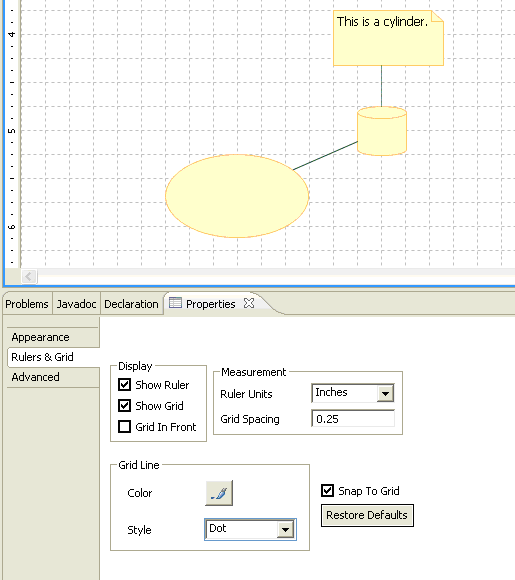 4
This is a cylinder.
5
6
Problems Javadoc Declaration Properties
Appearance
Rulers & Grid
Advanced
Display
Show Ruler
Show Grid
Grid In Front
Measurement
Ruler Units Inches
Grid Spacing 0.25
Grid Line
Color
Style Dot
Snap To Grid
Restore Defaults